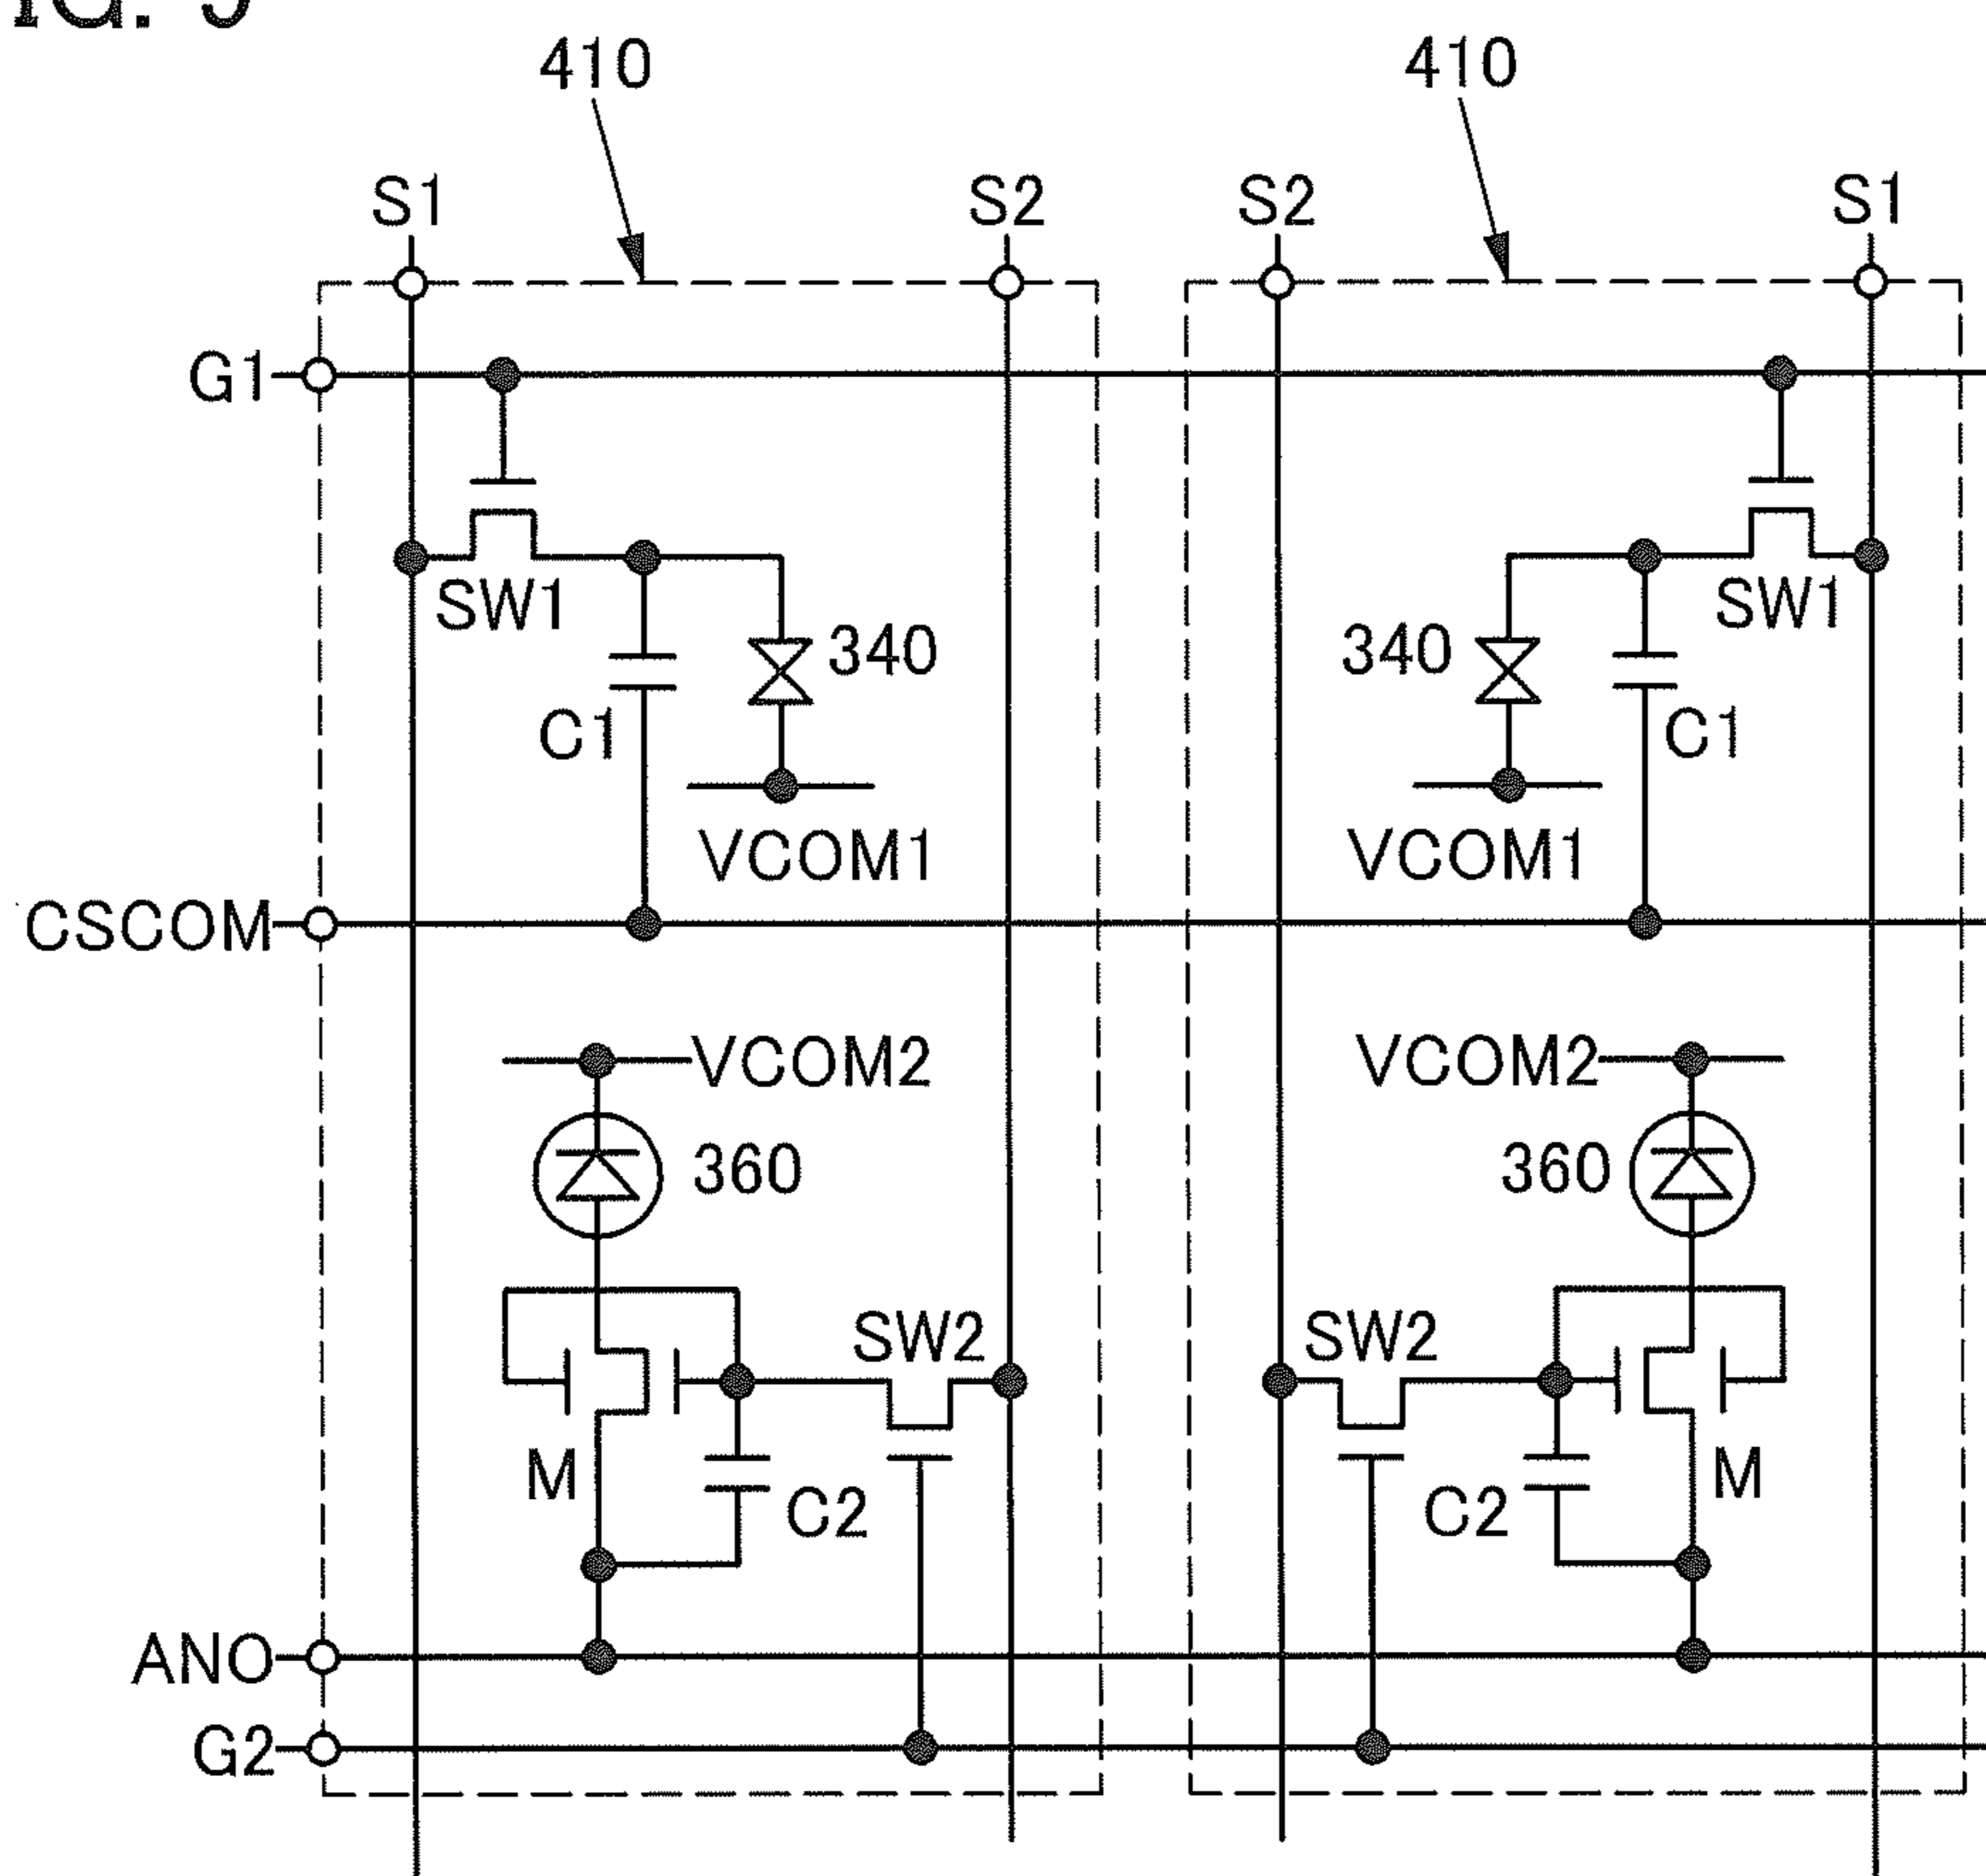 410 410
S1 S2 S2 S1
G1
SW1 SW1
340 340
C1 C1
VCOM1 VCOM1
CSCOM
VCOM2 VCOM2
360 360
SW2 SW2
M C2 C2 M
ANO
G2